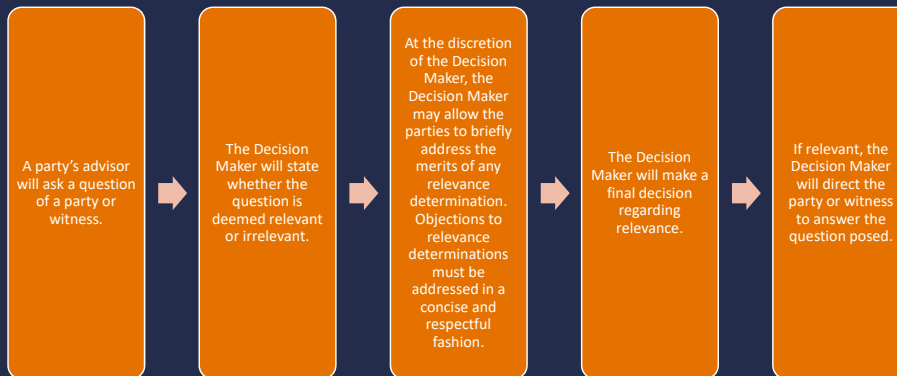 A party’s advisor
will ask a question
of a party or
witness.
The Decision
Maker will state
whether the
question is
deemed relevant
or irrelevant.
At the discretion
of the Decision
Maker, the
Decision Maker
may allow the
parties to briefly
address the
merits of any
relevance
determination.
Objections to
relevance
determinations
must be
addressed in a
concise and
respectful
fashion.
The Decision
Maker will make a
final decision
regarding
relevance.
If relevant, the
Decision Maker
will direct the
party or witness
to answer the
question posed.